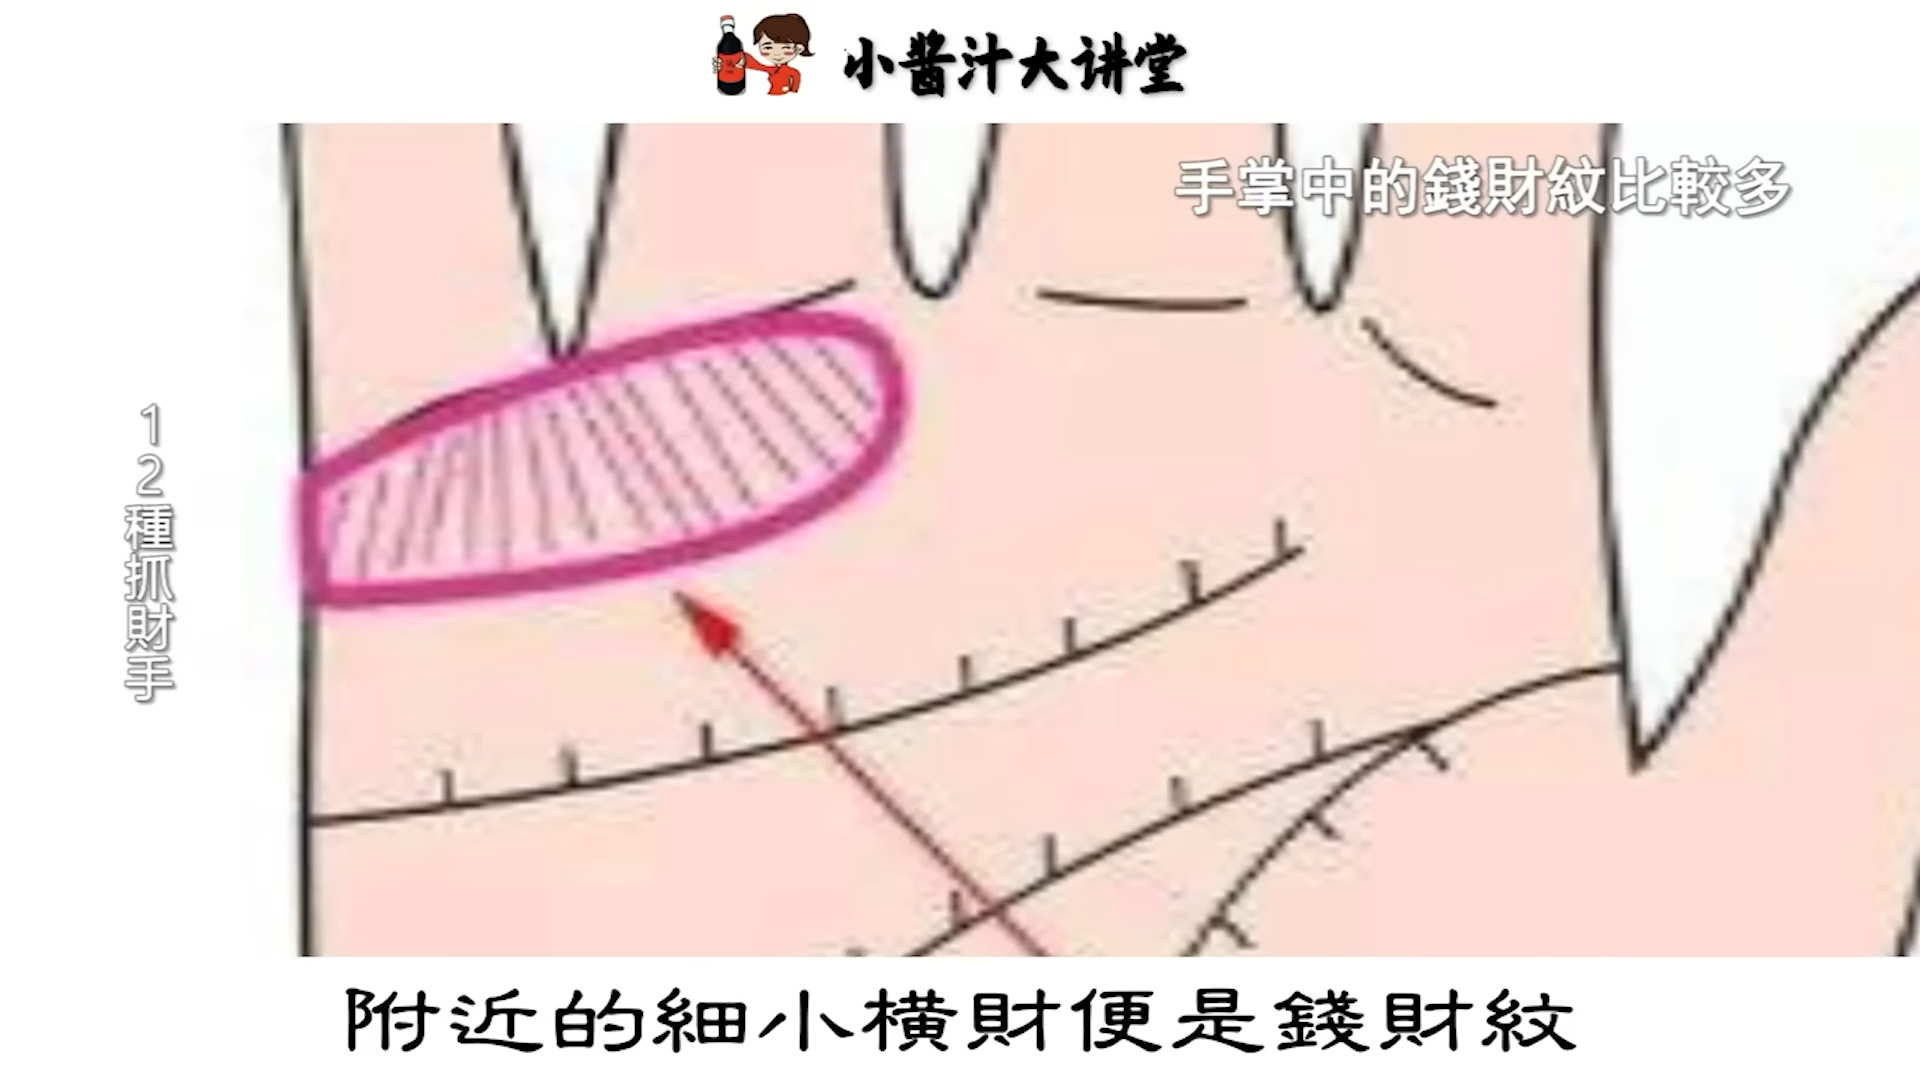 小酱汁大讲堂
手掌中的錢財紋比較多
12種抓財手
附近的細小橫財便是錢財紋